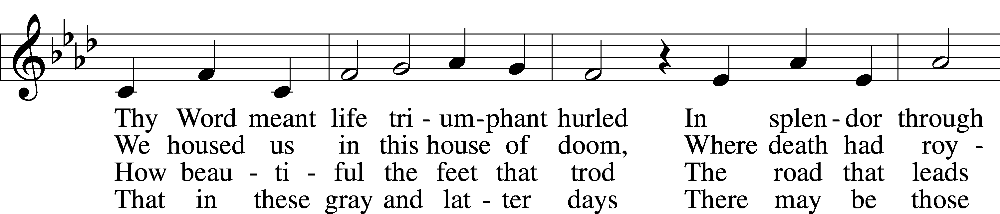 Thy Word meant life tri - um - phant hurled In splen - dor through
We housed us in this house of doom, Where death had roy -
How beau - ti - ful the feet that trod The road that leads
That in these gray and lat - ter days There may be those